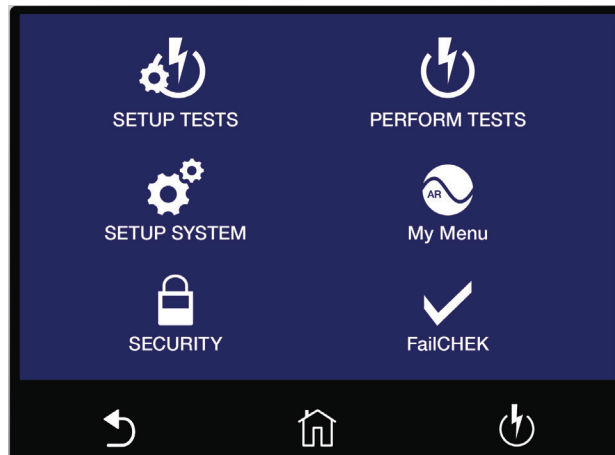 SETUP TESTS
PERFORM TESTS
AR
SETUP SYSTEM
My Menu
SECURITY
FailCHEK